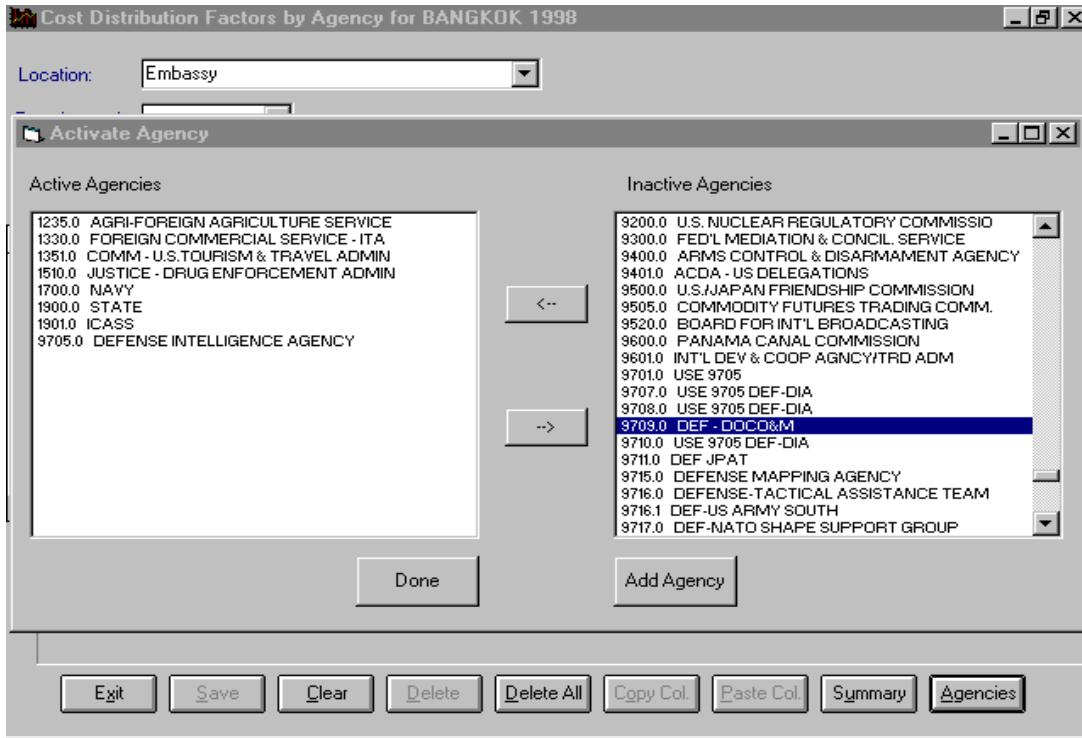 Cost Distribution Factors by Agency for BANGKOK 1998
Location:
Embassy
Activate Agency
Active Agencies
1235.0 AGRI-FOREIGN AGRICULTURE SERVICE
1330.0 FOREIGN COMMERCIAL SERVICE - ITA
1351.0 COMM - U.S.TOURISM & TRAVEL ADMIN
1510.0 JUSTICE - DRUG ENFORCEMENT ADMIN
1700.0 NAVY
1900.0 STATE
1901.0 ICASS
9705.0 DEFENSE INTELLIGENCE AGENCY
<--
-->
Inactive Agencies
9200.0 U.S. NUCLEAR REGULATORY COMMISSIO
9300.0 FED'L MEDIATION & CONCIL. SERVICE
9400.0 ARMS CONTROL & DISARMAMENT AGENCY
9401.0 ACDA - US DELEGATIONS
9500.0 U.S./JAPAN FRIENDSHIP COMMISSION
9505.0 COMMODITY FUTURES TRADING COMM.
9520.0 BOARD FOR INT'L BROADCASTING
9600.0 PANAMA CANAL COMMISSION
9601.0 INT'L DEV & COOP AGNCY/TRD ADM
9701.0 USE 9705
9707.0 USE 9705 DEF-DIA
9708.0 USE 9705 DEF-DIA
9709.0 DEF - DOCO&M
9710.0 USE 9705 DEF-DIA
9711.0 DEF JPAT
9715.0 DEFENSE MAPPING AGENCY
9716.0 DEFENSE-TACTICAL ASSISTANCE TEAM
9716.1 DEF-US ARMY SOUTH
9717.0 DEF-NATO SHAPE SUPPORT GROUP
Done
Add Agency
Exit
Save
Clear
Delete
Delete All
Copy Col.
Paste Col.
Summary
Agencies